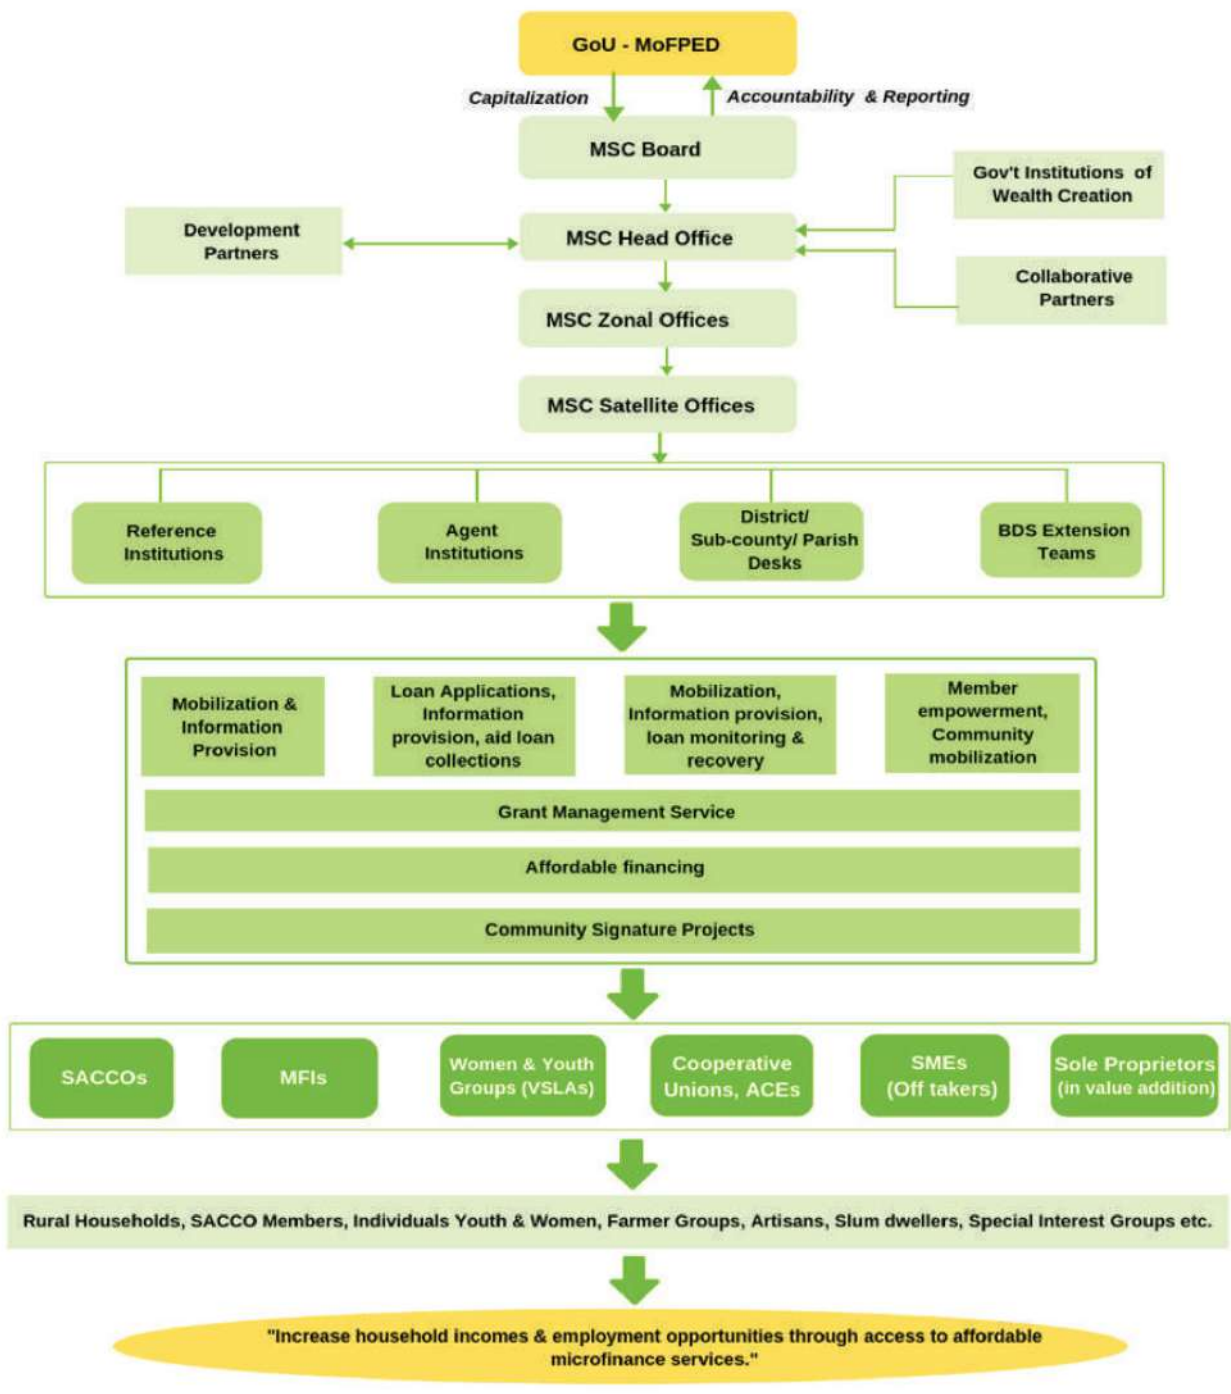 GoU - MoFPED
Capitalization
Accountability & Reporting
MSC Board
Gov't Institutions of
Wealth Creation
Development
Partners
MSC Head Office
Collaborative
Partners
MSC Zonal Offices
MSC Satellite Offices
Reference
Institutions
Agent
Institutions
District/
Sub-county/ Parish
Desks
BDS Extension
Teams
Mobilization &
Information
Provision
Loan Applications,
Information
provision, aid loan
collections
Mobilization,
Information provision,
loan monitoring &
recovery
Member
empowerment,
Community
mobilization
Grant Management Service
Affordable financing
Community Signature Projects
SACCOs
MFIs
Women & Youth
Groups (VSLAs)
Cooperative
Unions, ACEs
SMEs
(Off takers)
Sole Proprietors
(in value addition)
Rural Households, SACCO Members, Individuals Youth & Women, Farmer Groups, Artisans, Slum dwellers, Special Interest Groups etc.
"Increase household incomes & employment opportunities through access to affordable
microfinance services."